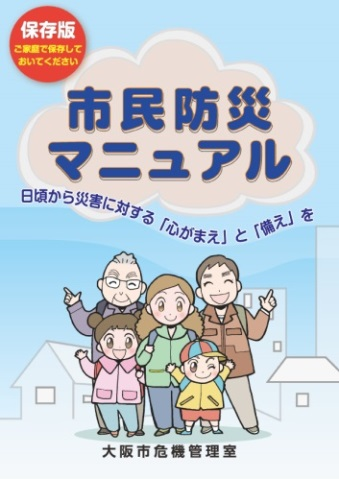 保存版
ご家庭で保存して
おいてください
市民防災
マニュアル
日頃から災害に対する「心がまえ」と「備え」を
大阪市危機管理室